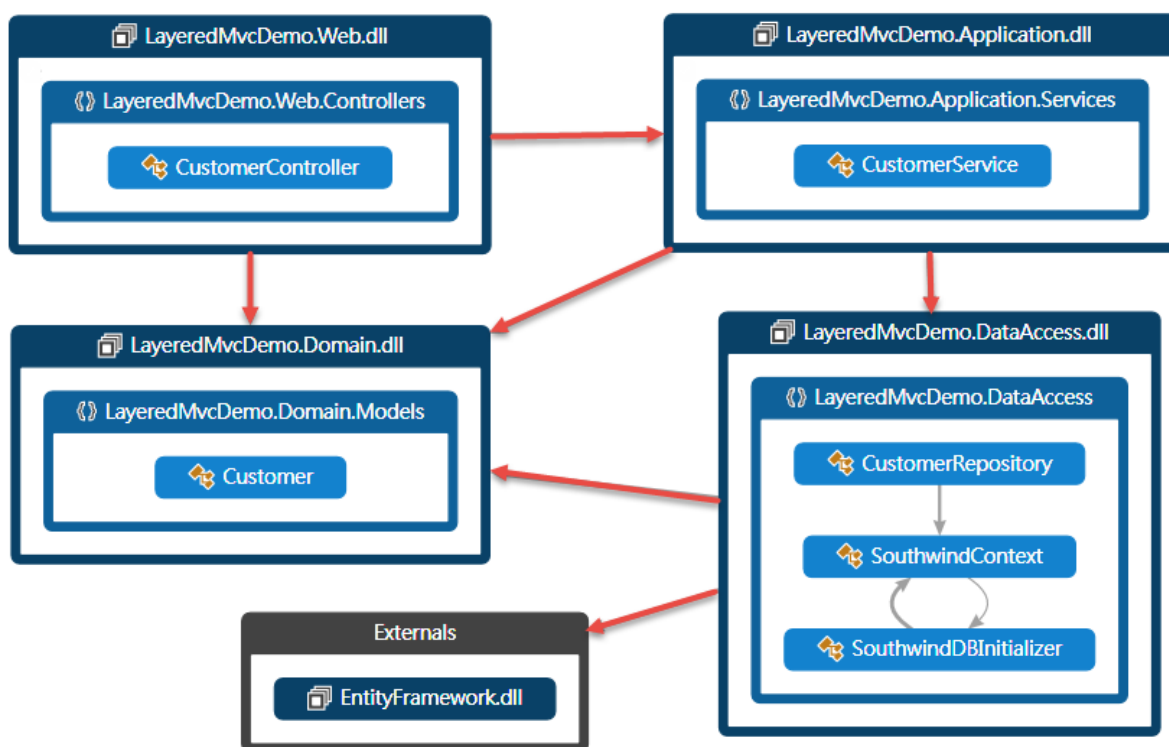 LayeredMvcDemo.Web.dll
LayeredMvcDemo.Web.Controllers
CustomerController
LayeredMvcDemo.Application.dll
LayeredMvcDemo.Application.Services
CustomerService
LayeredMvcDemo.Domain.dll
LayeredMvcDemo.Domain.Models
Customer
LayeredMvcDemo.DataAccess.dll
LayeredMvcDemo.DataAccess
CustomerRepository
SouthwindContext
SouthwindDBInitializer
Externals
EntityFramework.dll